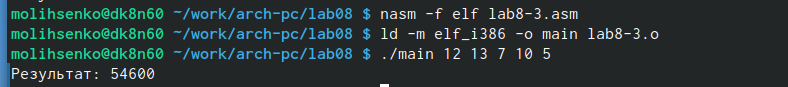 molihsenko@dk8n60 ~/work/arch-pc/lab08 $ nasm -f elf lab8-3.asm
molihsenko@dk8n60 ~/work/arch-pc/lab08 $ ld -m elf_i386 -o main lab8-3.o
molihsenko@dk8n60 ~/work/arch-pc/lab08 $ ./main 12 13 7 10 5
Результат: 54600